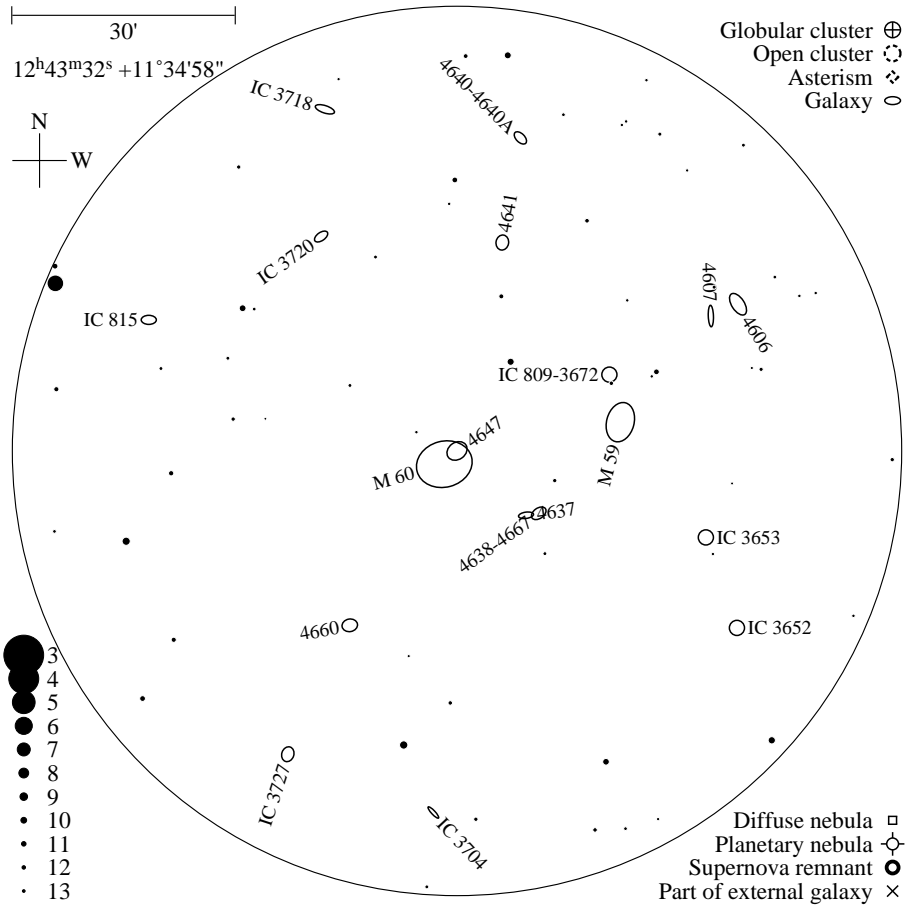 30'
12h43m32s +11°34'58"
N
W
Globular cluster
Open cluster
Asterism
Galaxy
IC 3718
4640-4640A
4641
IC 3720
4607
4606
IC 815
IC 809-3672
4647
M 60
M 59
4638-4667-4637
IC 3653
4660
IC 3652
IC 3727
IC 3704
3
4
5
6
7
8
9
10
11
12
13
Diffuse nebula
Planetary nebula
Supernova remnant
Part of external galaxy